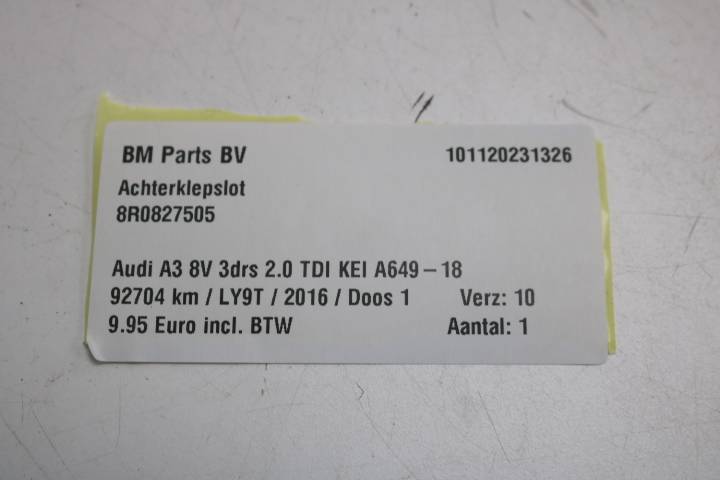 BM Parts BV 101120231326
Achterklepslot
8R0827505
Audi A3 8V 3drs 2.0 TDI KEI A649-18
92704 km / LY9T / 2016 / Doos 1 Verz: 10
9.95 Euro incl. BTW Aantal: 1